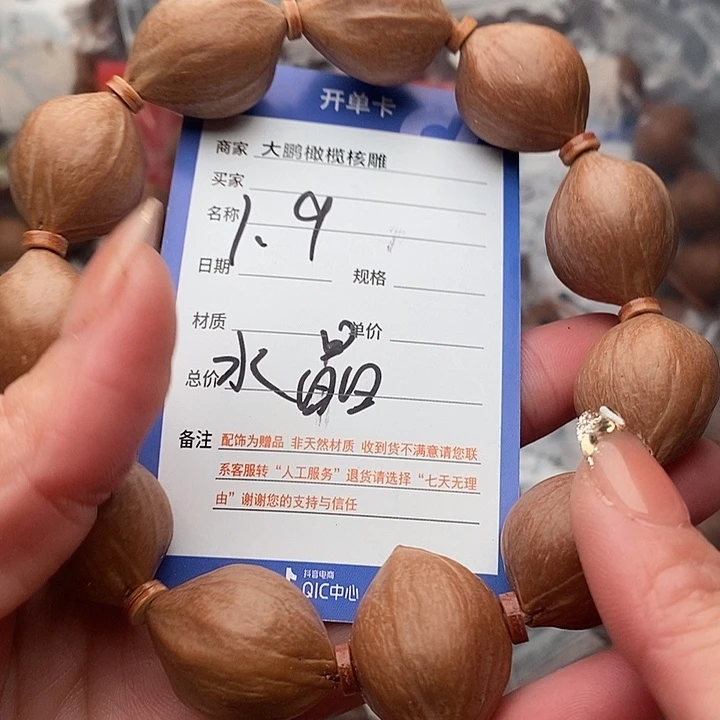 开单卡
商家 大鹏橄榄核雕
买家
名称 1.9
日期 规格
材质 单价
总价 水晶
备注 配饰为赠品 非天然材质 收到货不满意请您联
系客服转“人工服务”退货请选择“七天无理
由”谢谢您的支持与信任
抖音电商
QIC中心